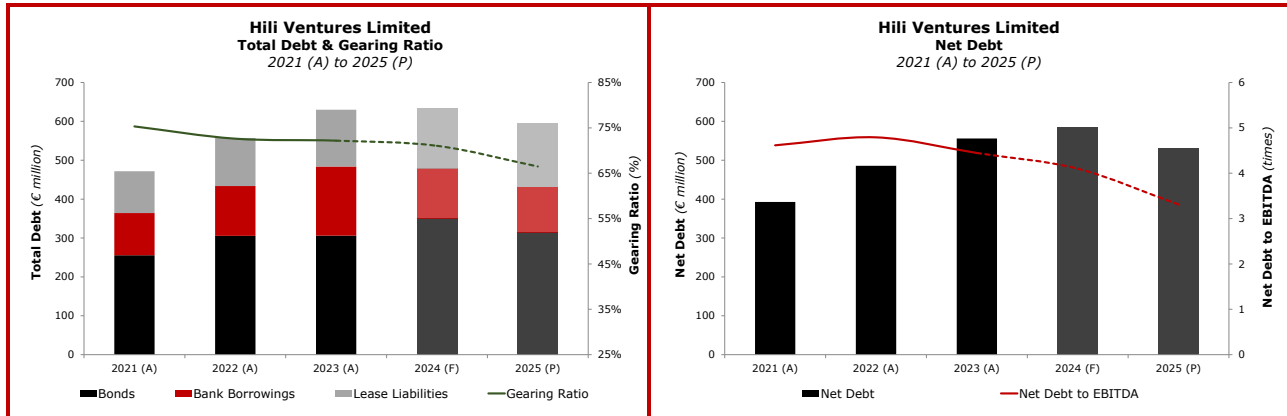 Hili Ventures Limited
Total Debt & Gearing Ratio
2021 (A) to 2025 (P)
700
600
500
400
300
200
100
0
Total Debt (€ million)
85%
75%
65%
55%
45%
35%
25%
Gearing Ratio (%)
2021 (A) 2022 (A) 2023 (A) 2024 (F) 2025 (P)
Bonds Bank Borrowings Lease Liabilities Gearing Ratio
Hili Ventures Limited
Net Debt
2021 (A) to 2025 (P)
700
600
500
400
300
200
100
0
Net Debt (€ million)
6
5
4
3
2
1
0
Net Debt to EBITDA (times)
2021 (A) 2022 (A) 2023 (A) 2024 (F) 2025 (P)
Net Debt Net Debt to EBITDA